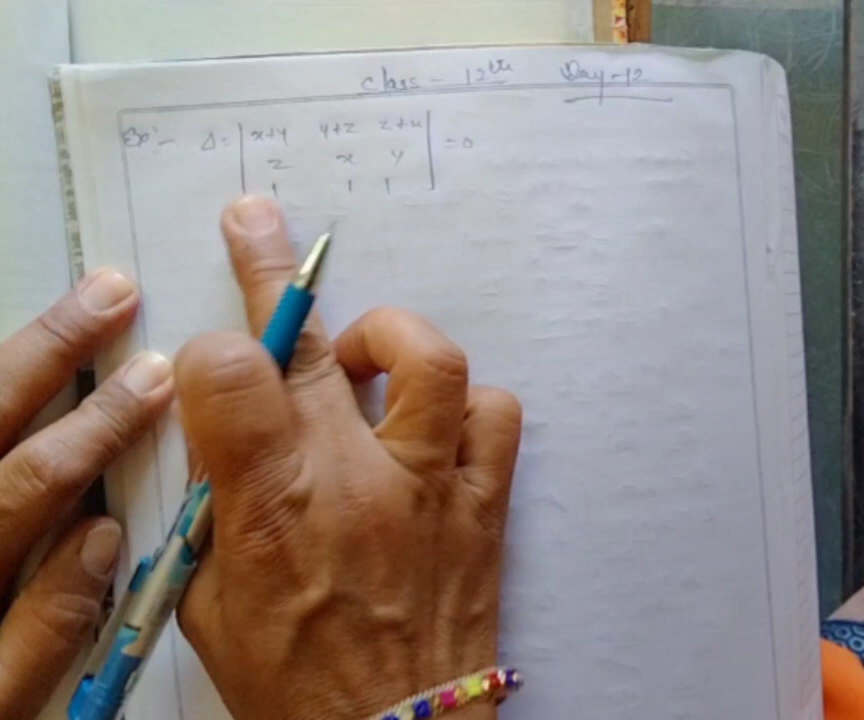 Class - 12th Day - 12
Ex:- Δ = | x+y y+z z+x | = 0
z x y
1 1 1